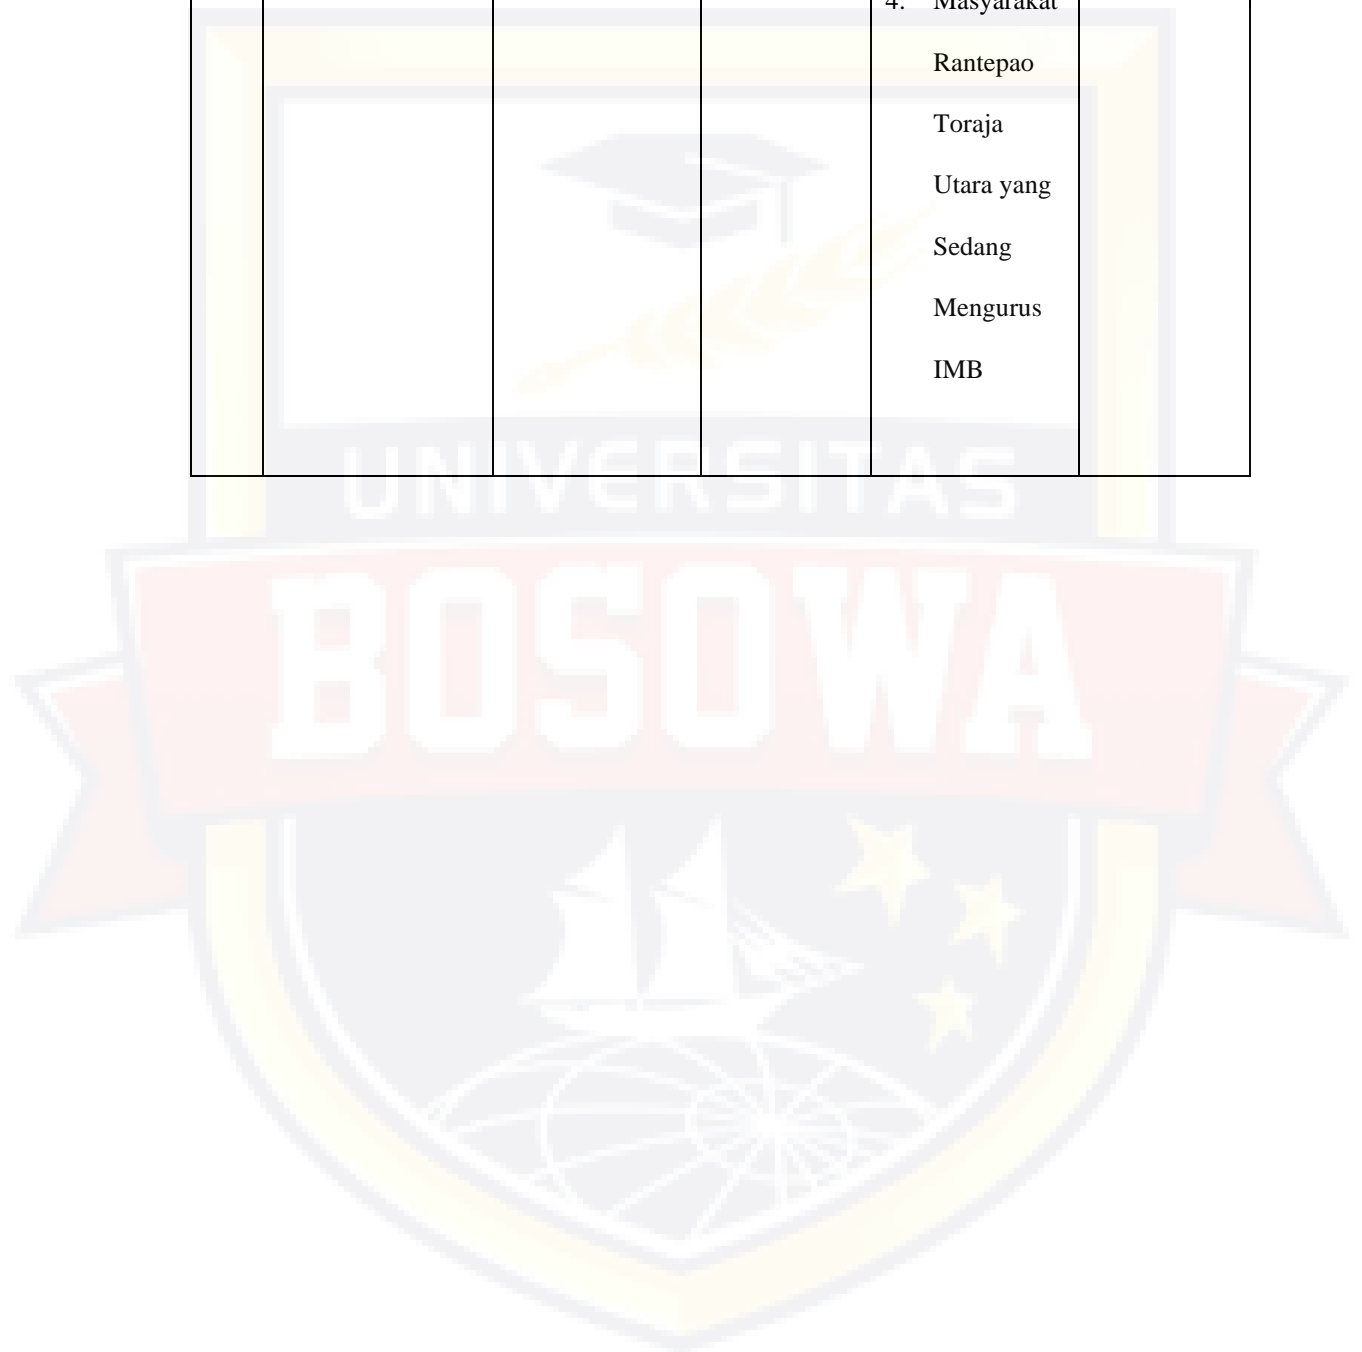 4. Masyarakat
Rantepao
Toraja
Utara yang
Sedang
Mengurus
IMB
UNIVERSITAS
BOSOWA